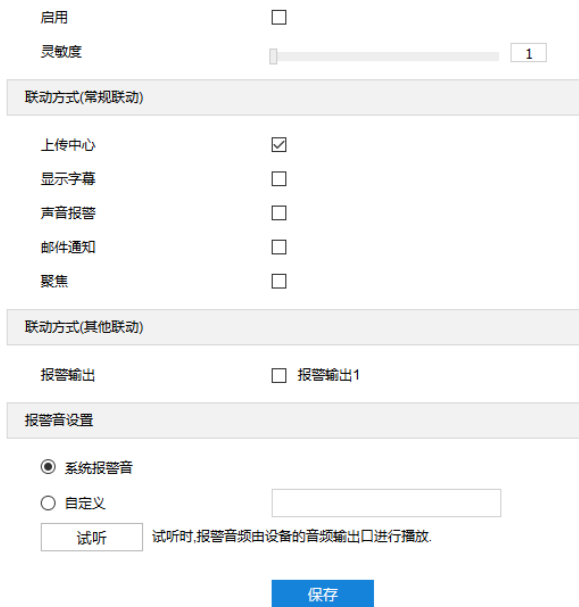 启用
灵敏度 1
联动方式(常规联动)
上传中心
显示字幕
声音报警
邮件通知
聚焦
联动方式(其他联动)
报警输出 报警输出1
报警音设置
系统报警音
自定义
试听 试听时,报警音频由设备的音频输出口进行播放.
保存